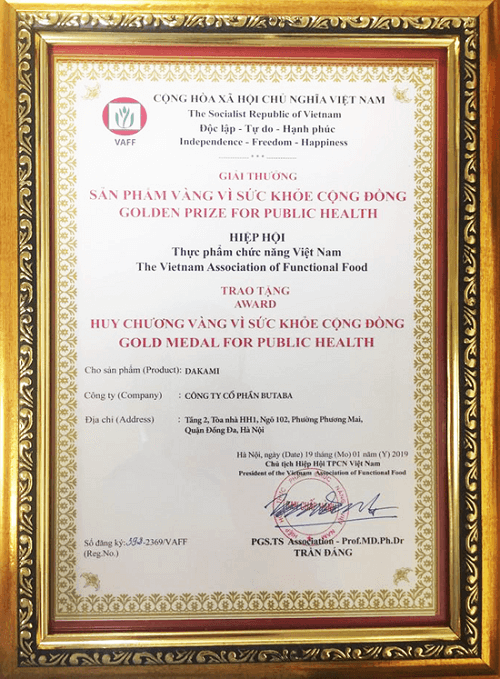 CỘNG HÒA XÃ HỘI CHỦ NGHĨA VIỆT NAM
The Socialist Republic of Vietnam
Độc lập - Tự do - Hạnh phúc
Independence - Freedom - Happiness
VAFF
GIẢI THƯỞNG
SẢN PHẨM VÀNG VÌ SỨC KHỎE CỘNG ĐỒNG
GOLDEN PRIZE FOR PUBLIC HEALTH
HIỆP HỘI
Thực phẩm chức năng Việt Nam
The Vietnam Association of Functional Food
TRAO TẶNG
AWARD
HUY CHƯƠNG VÀNG VÌ SỨC KHỎE CỘNG ĐỒNG
GOLD MEDAL FOR PUBLIC HEALTH
Cho sản phẩm (Product): DAKAMI
Công ty (Company) : CÔNG TY CỔ PHẦN BUTABA
Địa chỉ (Address) : Tầng 2, Tòa nhà HH1, Ngõ 102, Phường Phương Mai,
Quận Đống Đa, Hà Nội
Hà Nội, ngày (Date) 19 tháng (Mo) 01 năm (Y) 2019
Chủ tịch Hiệp Hội TPCN Việt Nam
President of the Vietnam Association of Functional Food
Số đăng ký: -2369/VAFF
(Reg.No.)
PGS.TS Association - Prof.MD.Ph.Dr
TRẦN ĐÁNG